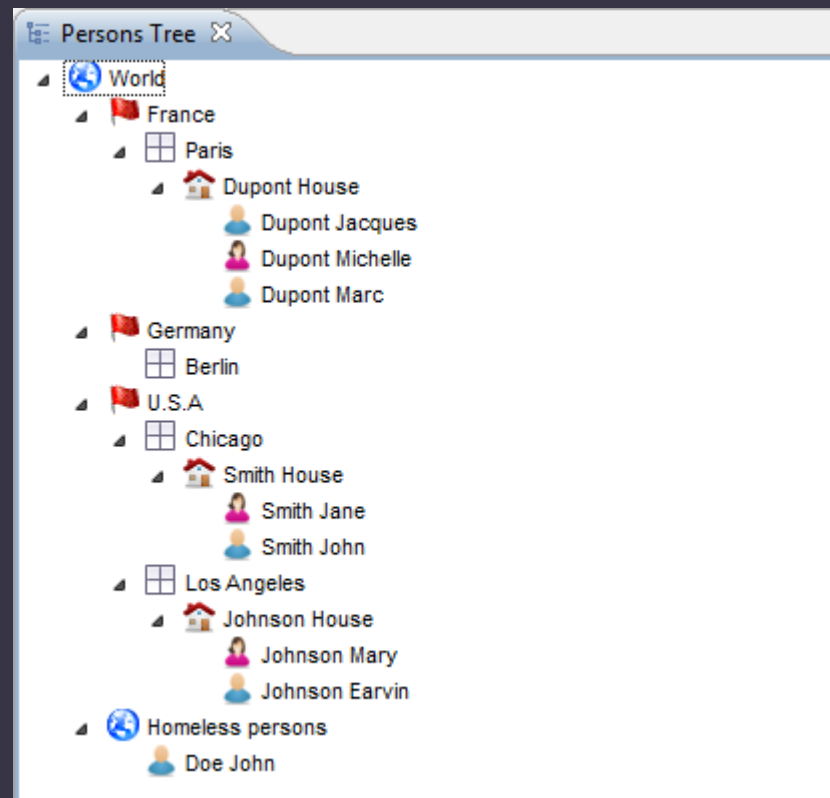 Persons Tree
World
France
Paris
Dupont House
Dupont Jacques
Dupont Michelle
Dupont Marc
Germany
Berlin
U.S.A
Chicago
Smith House
Smith Jane
Smith John
Los Angeles
Johnson House
Johnson Mary
Johnson Earvin
Homeless persons
Doe John